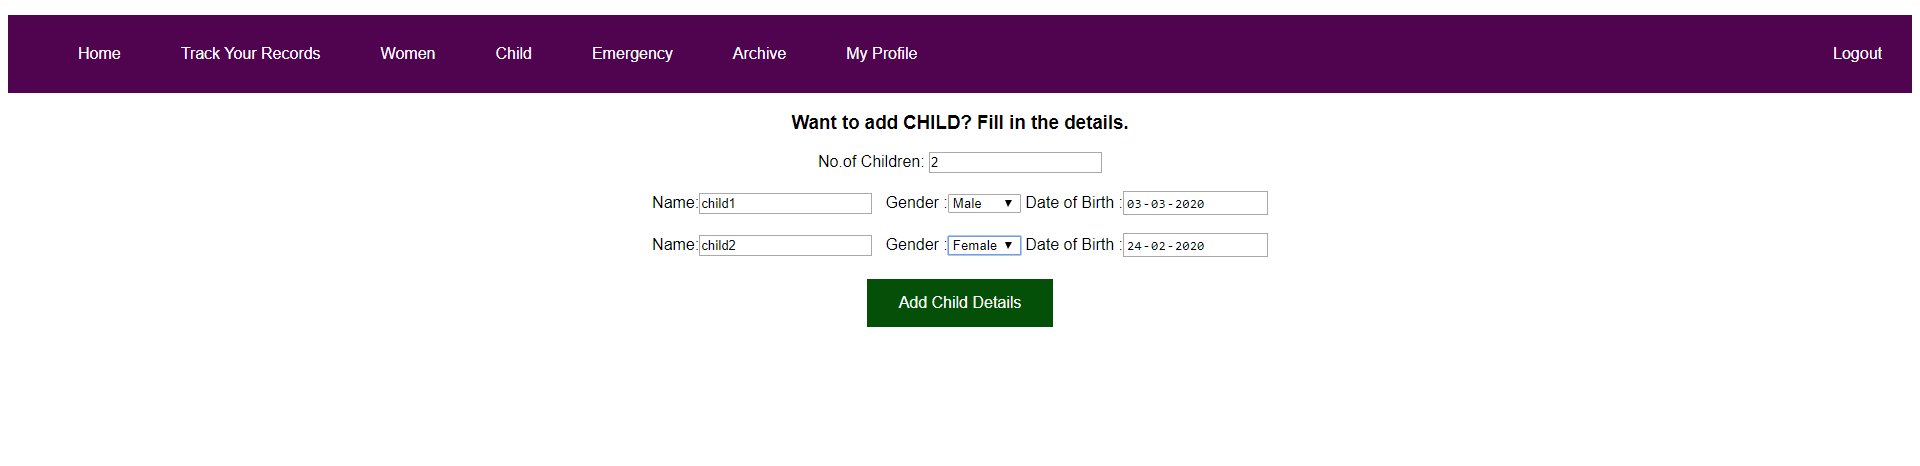 Home Track Your Records Women Child Emergency Archive My Profile Logout
Want to add CHILD? Fill in the details.
No.of Children: 2
Name: child1 Gender : Male ▼ Date of Birth : 03-03-2020
Name: child2 Gender : Female ▼ Date of Birth : 24-02-2020
Add Child Details